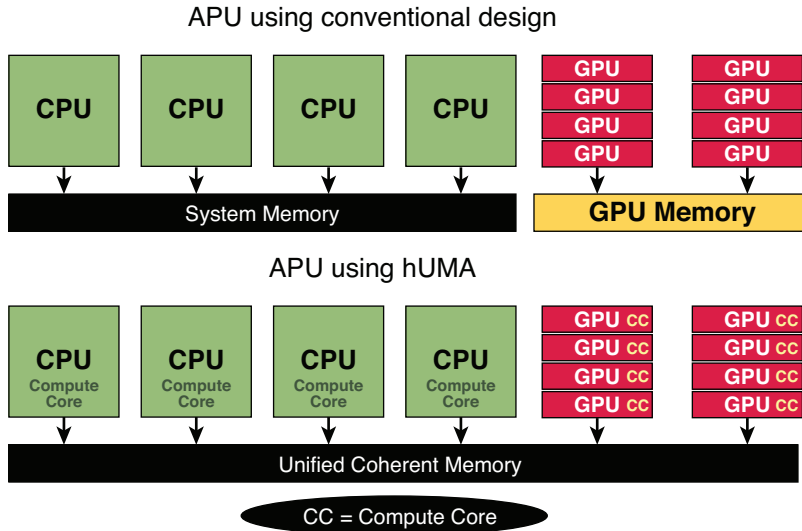 APU using conventional design
CPU CPU CPU CPU
GPU GPU
GPU GPU
GPU GPU
GPU GPU
System Memory GPU Memory
APU using hUMA
CPU CPU CPU CPU
Compute Compute Compute Compute
Core Core Core Core
GPU CC GPU CC
GPU CC GPU CC
GPU CC GPU CC
GPU CC GPU CC
Unified Coherent Memory
CC = Compute Core